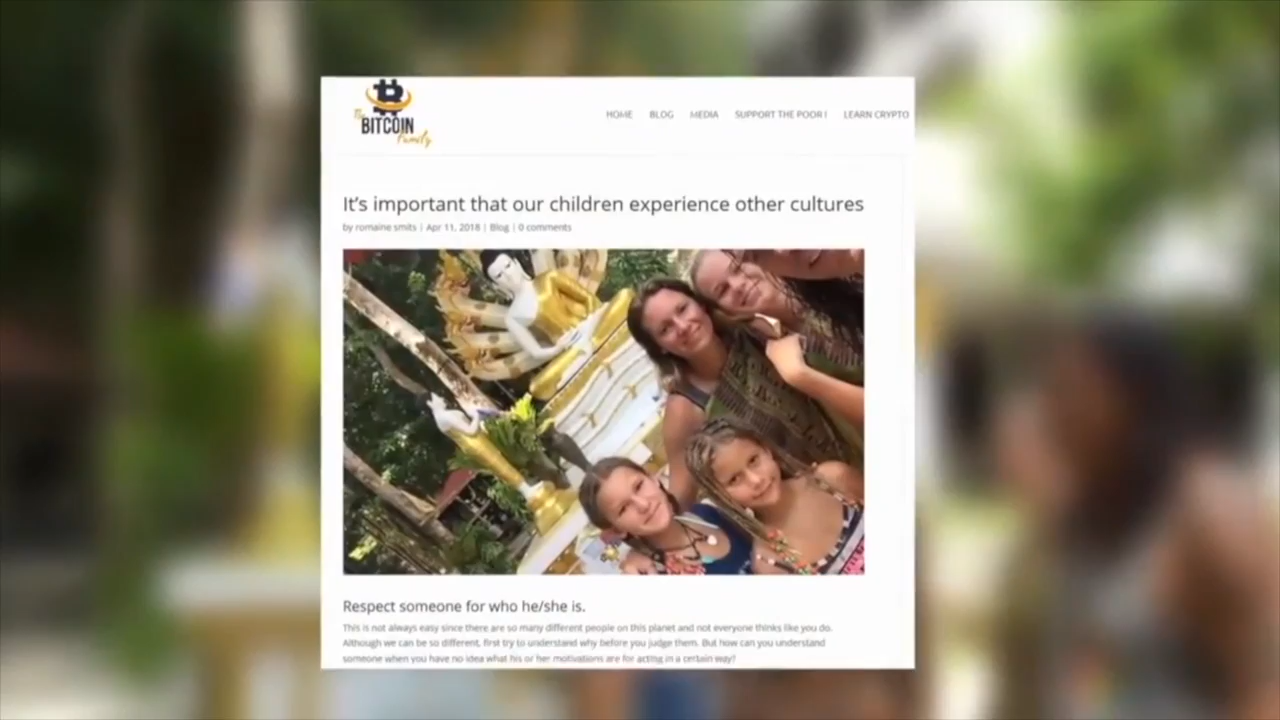 The
BITCOIN
family
HOME BLOG MEDIA SUPPORT THE POOR ! LEARN CRYPTO
It's important that our children experience other cultures
by romaine smits | Apr 11, 2018 | Blog | 0 comments
Respect someone for who he/she is.
This is not always easy since there are so many different people on this planet and not everyone thinks like you do.
Although we can be so different, first try to understand why before you judge them. But how can you understand
someone when you have no idea what his or her motivations are for acting in a certain way?